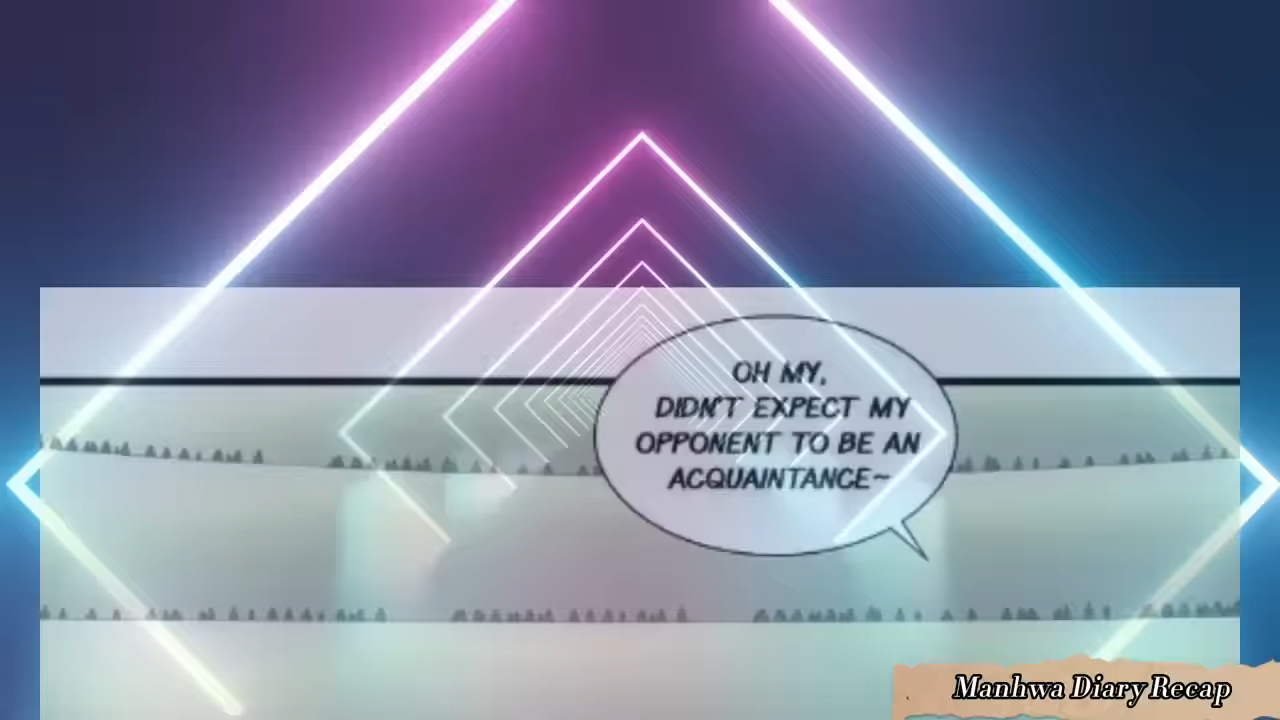 OH MY,
DIDN'T EXPECT MY
OPPONENT TO BE AN
ACQUAINTANCE~
Manhwa Diary Recap